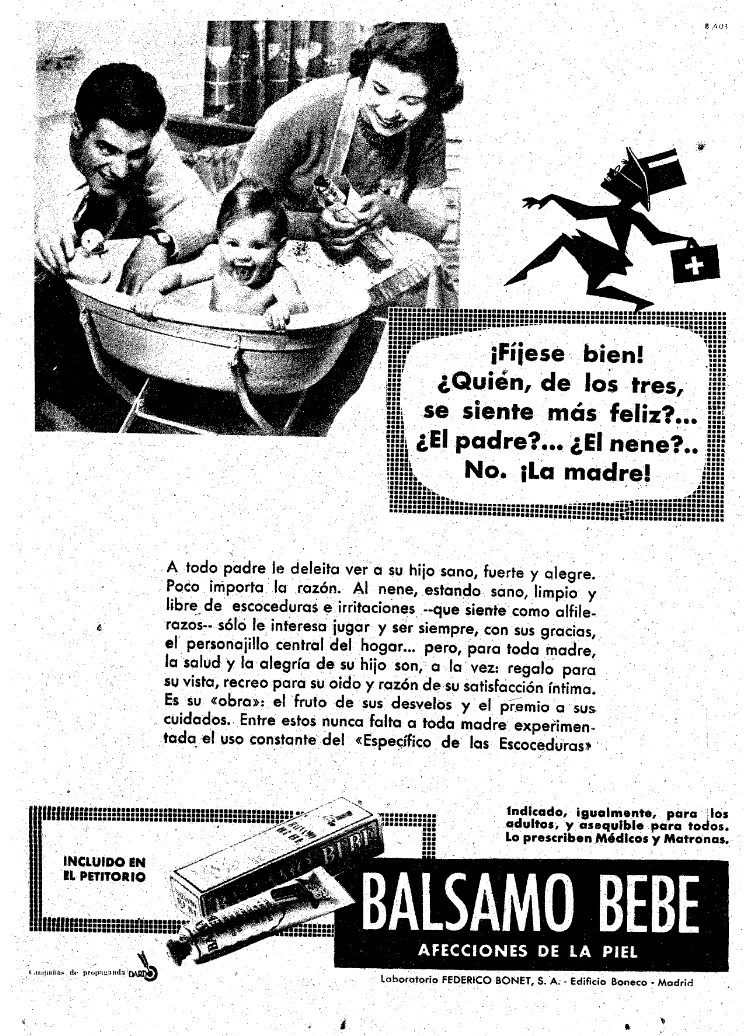 ¡Fíjese bien!
¿Quién, de los tres,
se siente más feliz?...
¿El padre?... ¿El nene?..
No. ¡La madre!
A todo padre le deleita ver a su hijo sano, fuerte y alegre.
Poco importa la razón. Al nene, estando sano, limpio y
libre de escoceduras e irritaciones --que siente como alfile-
razos-- sólo le interesa jugar y ser siempre, con sus gracias,
el personajillo central del hogar... pero, para toda madre,
la salud y la alegría de su hijo son, a la vez: regalo para
su vista, recreo para su oido y razón de su satisfacción íntima.
Es su «obra»: el fruto de sus desvelos y el premio a sus
cuidados. Entre estos nunca falta a toda madre experimen-
tada el uso constante del «Específico de las Escoceduras»
Indicado, igualmente, para los
adultos, y asequible para todos.
Lo prescriben Médicos y Matronas.
INCLUIDO EN
EL PETITORIO
BALSAMO BEBE
BALSAMO BEBE
AFECCIONES DE LA PIEL
Campañas de propaganda DARDO
Laboratorio FEDERICO BONET, S. A. - Edificio Boneco - Madrid